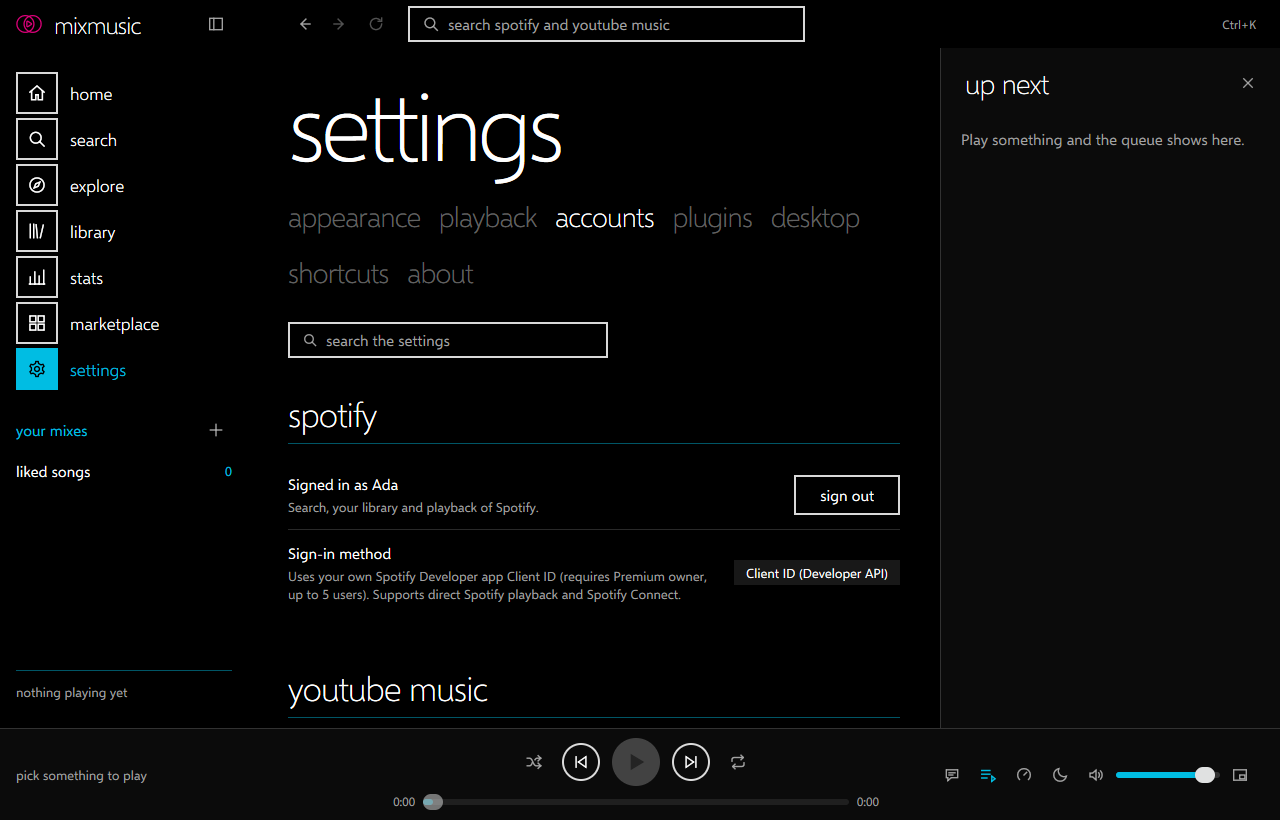 mixmusic
search spotify and youtube music
Ctrl+K
home
search
explore
library
stats
marketplace
settings
your mixes
liked songs 0
nothing playing yet
settings
appearance playback accounts plugins desktop
shortcuts about
search the settings
spotify
Signed in as Ada
Search, your library and playback of Spotify.
sign out
Sign-in method
Uses your own Spotify Developer app Client ID (requires Premium owner,
up to 5 users). Supports direct Spotify playback and Spotify Connect.
Client ID (Developer API)
youtube music
up next
Play something and the queue shows here.
pick something to play
0:00 0:00